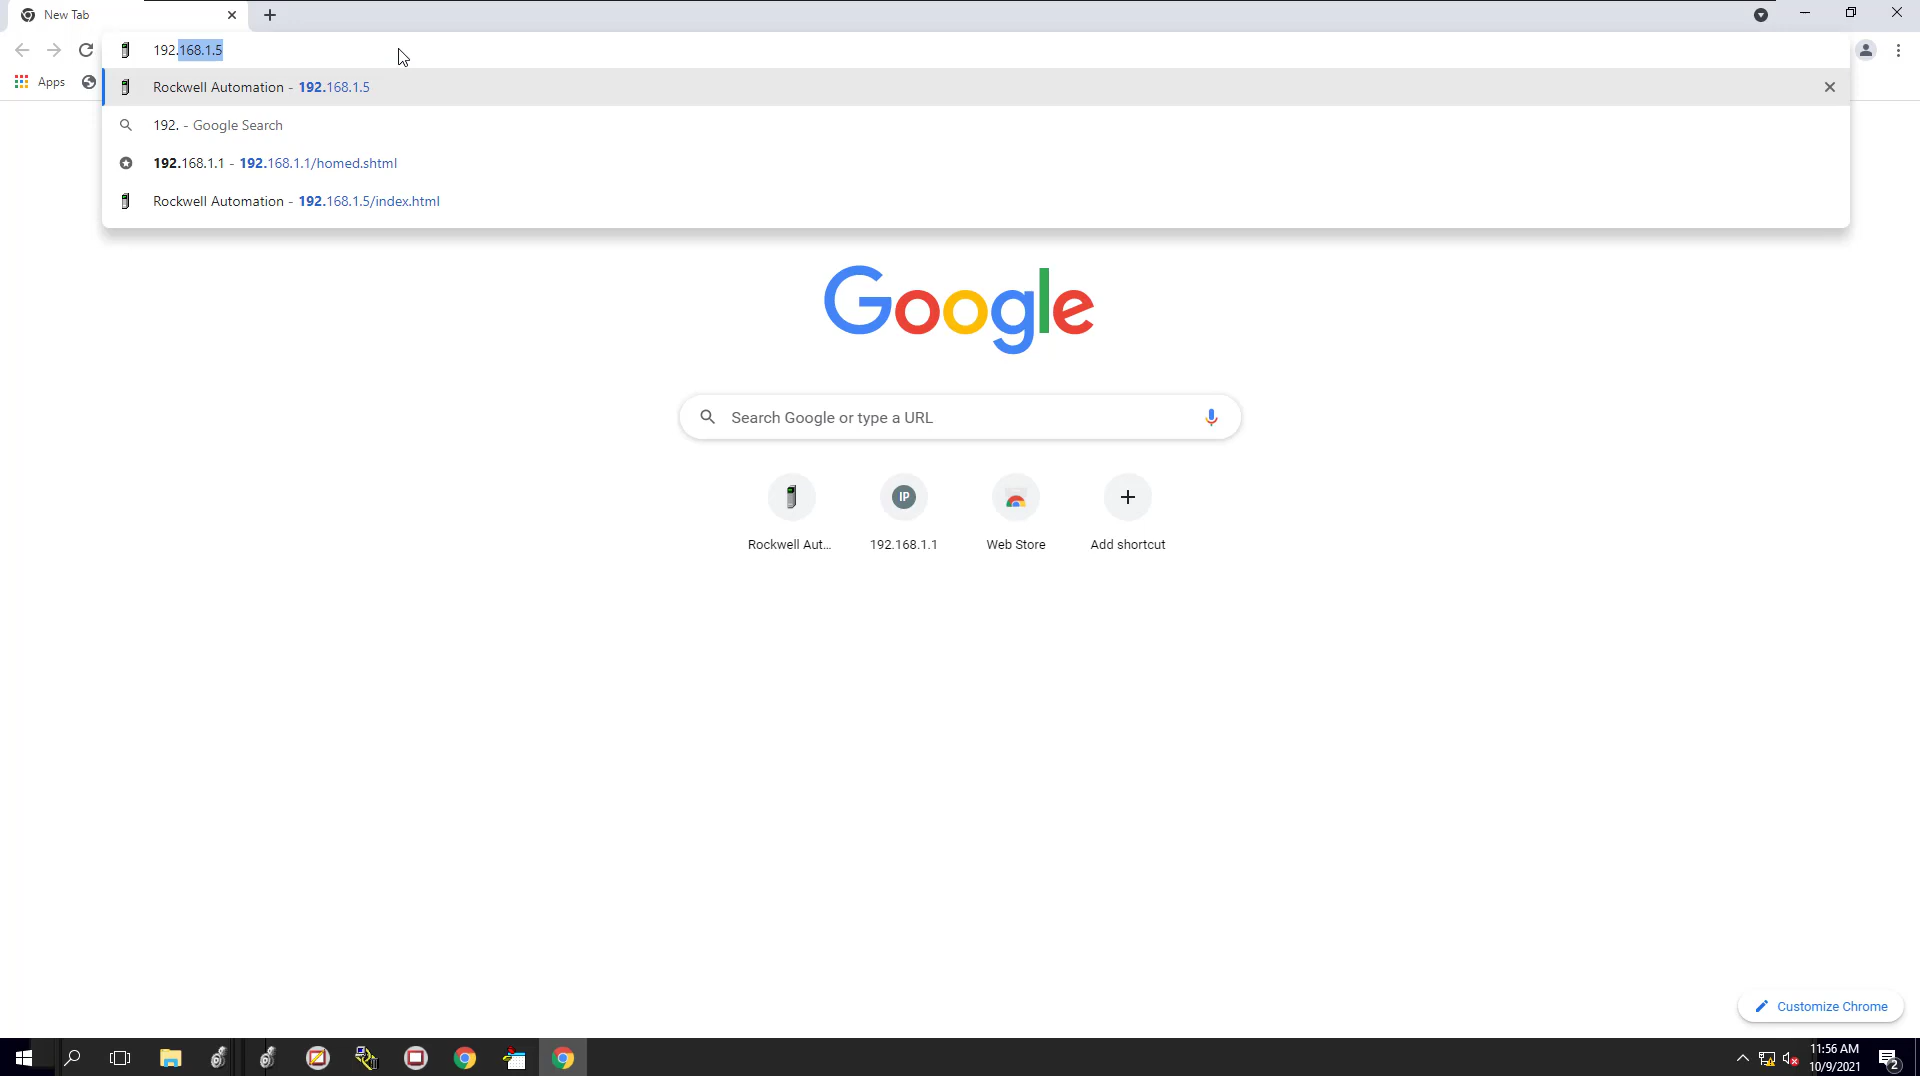 New Tab
192.168.1.5
Apps
Rockwell Automation - 192.168.1.5
192. - Google Search
192.168.1.1 - 192.168.1.1/homed.shtml
Rockwell Automation - 192.168.1.5/index.html
Google
Search Google or type a URL
IP
Rockwell Aut...
192.168.1.1
Web Store
Add shortcut
Customize Chrome
11:56 AM
10/9/2021
2